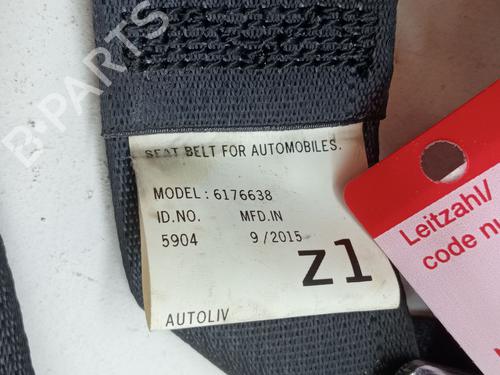 B-PARTS
SEAT BELT FOR AUTOMOBILES.
MODEL:6176638
ID.NO. MFD.IN
5904 9/2015
z1
AUTOLIV
Leitzahl/
code nu